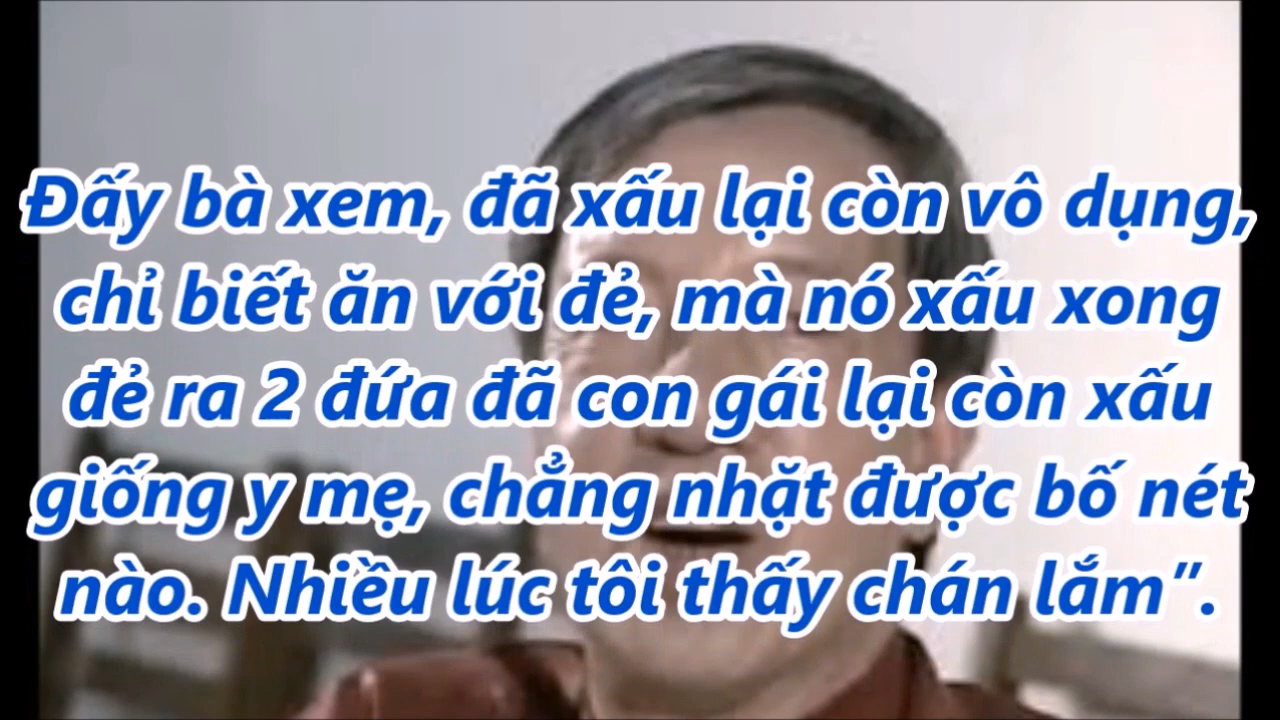 Đấy bà xem, đã xấu lại còn vô dụng,
chỉ biết ăn với đẻ, mà nó xấu xong
đẻ ra 2 đứa đã con gái lại còn xấu
giống y mẹ, chẳng nhặt được bố nét
nào. Nhiều lúc tôi thấy chán lắm”.